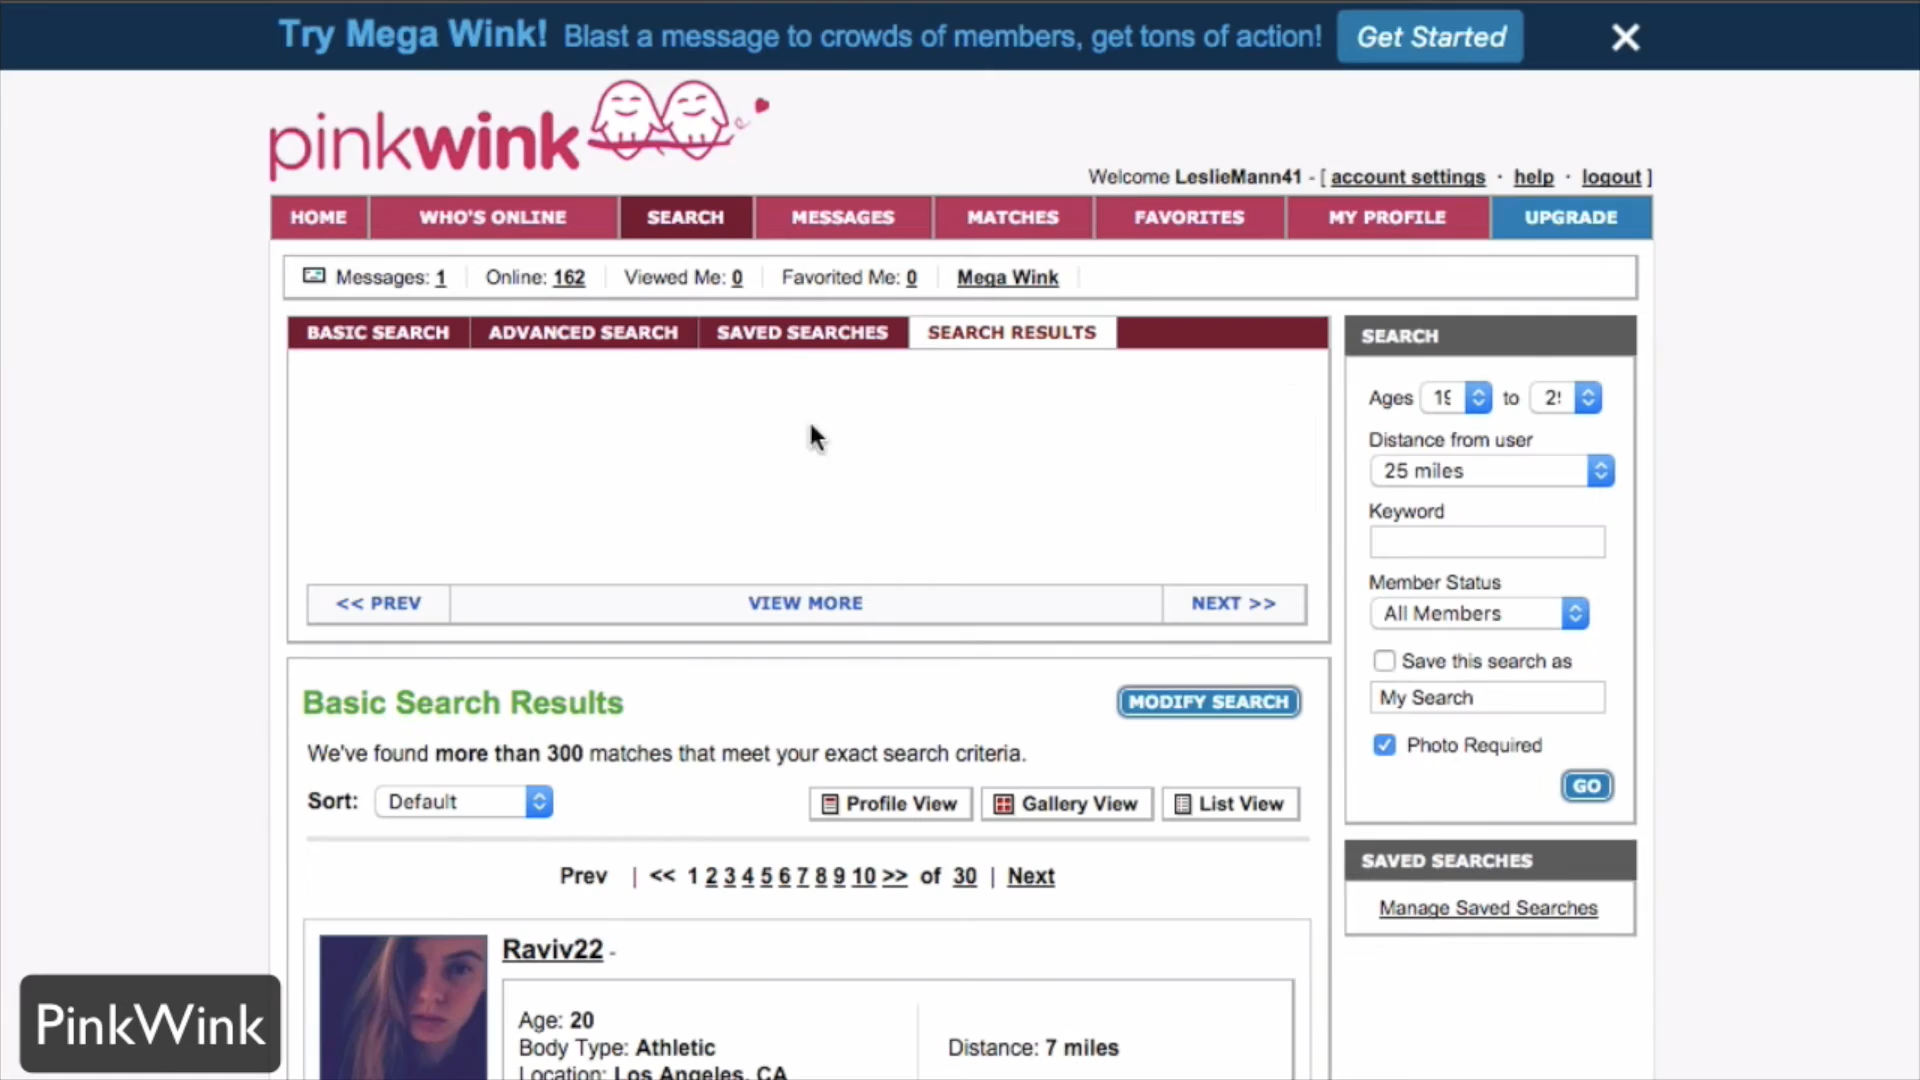 Try Mega Wink! Blast a message to crowds of members, get tons of action! Get Started
pinkwink
Welcome LeslieMann41 - [ account settings · help · logout ]
HOME WHO'S ONLINE SEARCH MESSAGES MATCHES FAVORITES MY PROFILE UPGRADE
Messages: 1 Online: 162 Viewed Me: 0 Favorited Me: 0 Mega Wink
BASIC SEARCH ADVANCED SEARCH SAVED SEARCHES SEARCH RESULTS
<< PREV VIEW MORE NEXT >>
Basic Search Results MODIFY SEARCH
We've found more than 300 matches that meet your exact search criteria.
Sort: Default Profile View Gallery View List View
Prev | << 1 2 3 4 5 6 7 8 9 10 >> of 30 | Next
Raviv22 -
Age: 20
Body Type: Athletic Distance: 7 miles
Location: Los Angeles, CA
SEARCH
Ages to
Distance from user
25 miles
Keyword
Member Status
All Members
Save this search as
My Search
Photo Required
GO
SAVED SEARCHES
Manage Saved Searches
PinkWink